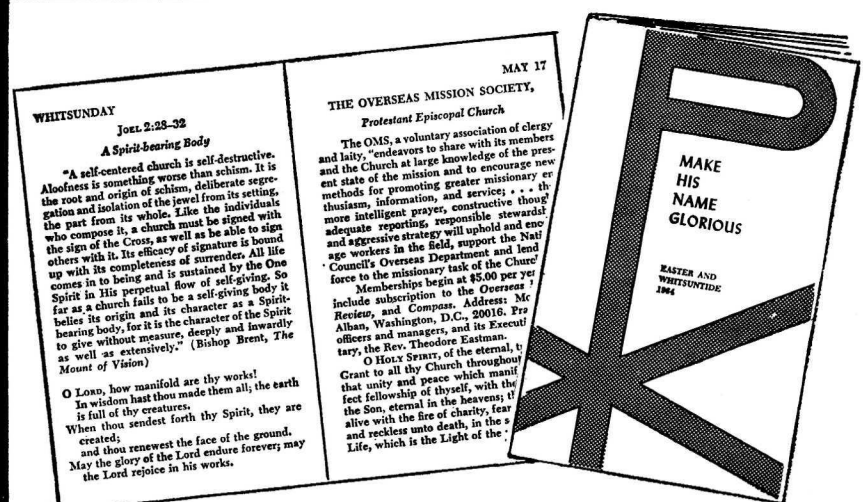 WHITSUNDAY
JOEL 2:28–32
A Spirit-bearing Body
"A self-centered church is self-destructive.
Aloofness is something worse than schism. It is
the root and origin of schism, deliberate segre-
gation and isolation of the jewel from its setting,
the part from its whole. Like the individuals
who compose it, a church must be signed with
the sign of the Cross, as well as be able to sign
others with it. Its efficacy of signature is bound
up with its completeness of surrender. All life
comes in to being and is sustained by the One
Spirit in His perpetual flow of self-giving. So
far as a church fails to be a self-giving body it
belies its origin and its character as a Spirit-
bearing body, for it is the character of the Spirit
to give without measure, deeply and inwardly
as well as extensively." (Bishop Brent, The
Mount of Vision)
O LORD, how manifold are thy works!
In wisdom hast thou made them all; the earth
is full of thy creatures.
When thou sendest forth thy Spirit, they are
created;
and thou renewest the face of the ground.
May the glory of the Lord endure forever; may
the Lord rejoice in his works.
MAY 17
THE OVERSEAS MISSION SOCIETY,
Protestant Episcopal Church
The OMS, a voluntary association of clergy
and laity, "endeavors to share with its members
and the Church at large knowledge of the pres-
ent state of the mission and to encourage new
methods for promoting greater missionary en
thusiasm, information, and service; . . . th
more intelligent prayer, constructive though
adequate reporting, responsible stewardsh
and aggressive strategy will uphold and enc
age workers in the field, support the Nati
Council's Overseas Department and lend
force to the missionary task of the Churc
Memberships begin at $5.00 per yea
include subscription to the Overseas
Review, and Compass. Address: Mo
Alban, Washington, D.C., 20016. Pra
officers and managers, and its Executi
tary, the Rev. Theodore Eastman.
O HOLY SPIRIT, of the eternal, t
Grant to all thy Church throughou
that unity and peace which manif
fect fellowship of thyself, with the
the Son, eternal in the heavens; th
alive with the fire of charity, fear
and reckless unto death, in the s
Life, which is the Light of the
MAKE
HIS
NAME
GLORIOUS
EASTER AND
WHITSUNTIDE
1964